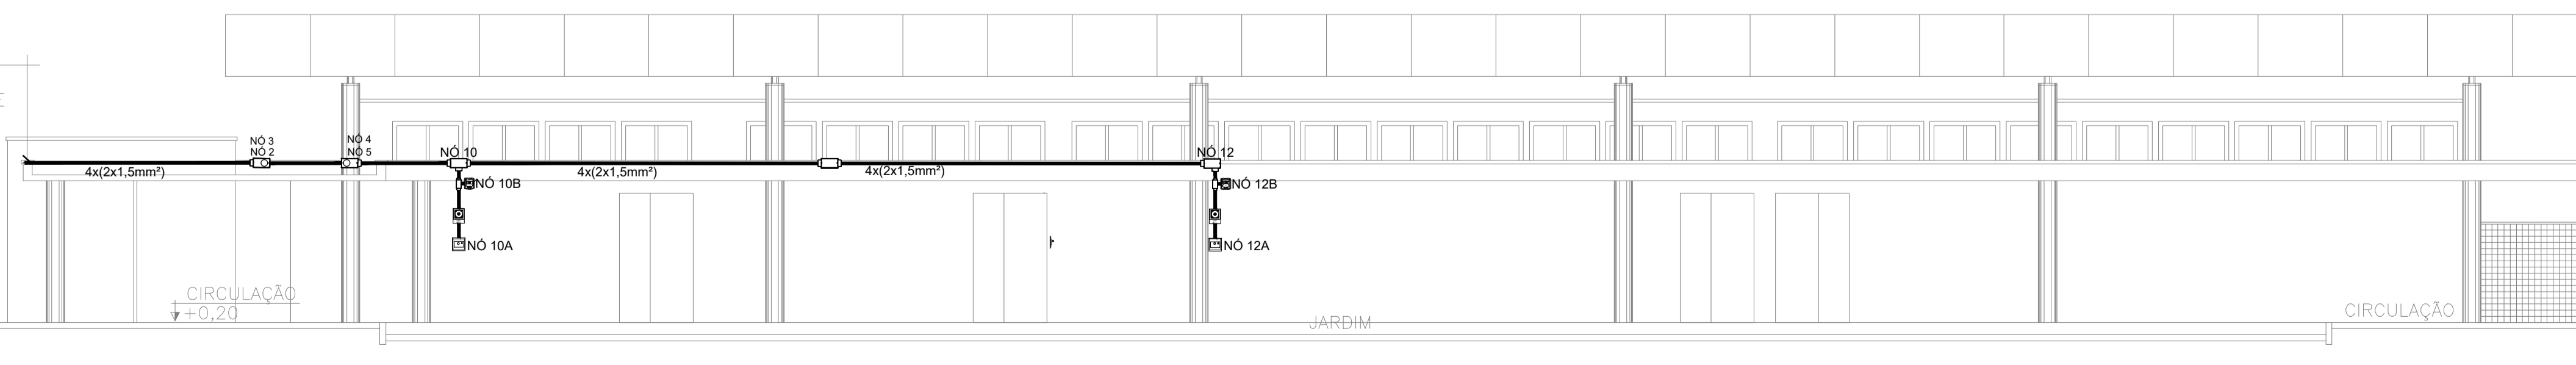 NÓ 3
NÓ 2
NÓ 4
NÓ 5
NÓ 10
NÓ 12
4x(2x1,5mm²)
4x(2x1,5mm²)
4x(2x1,5mm²)
NÓ 10B
NÓ 12B
NÓ 10A
NÓ 12A
CIRCULAÇÃO
+0,20
JARDIM
CIRCULAÇÃO